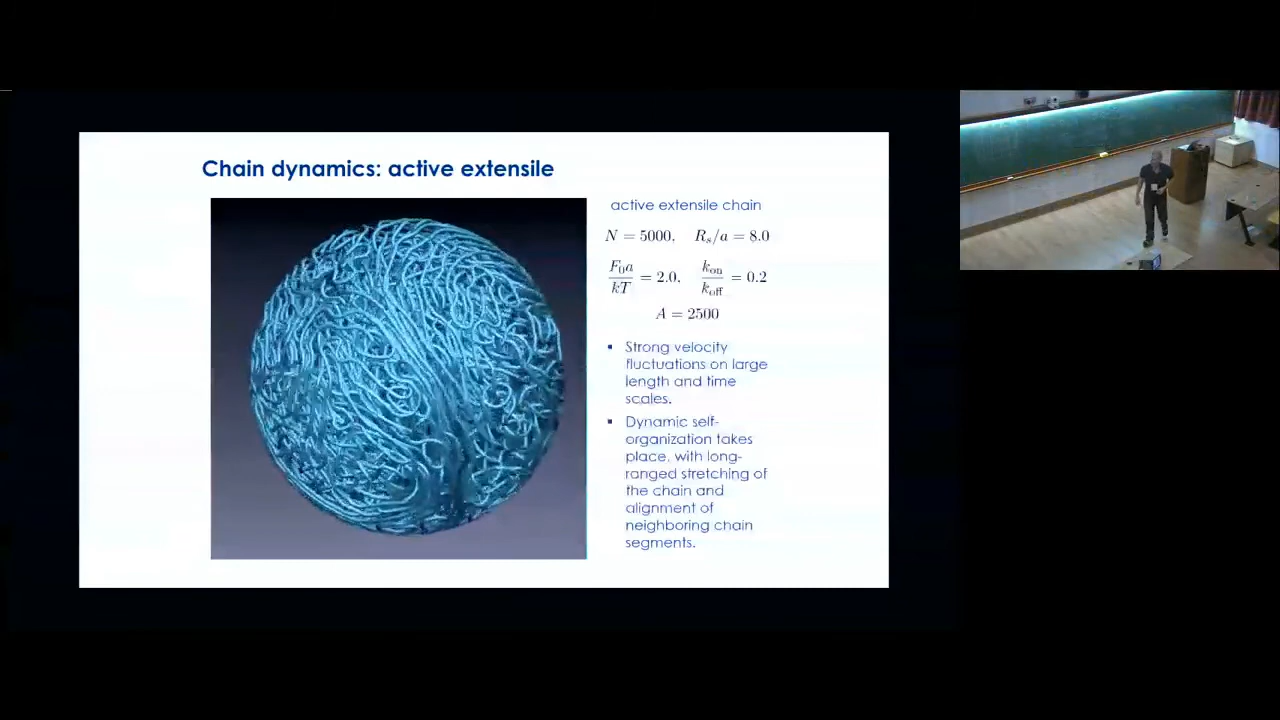 Chain dynamics: active extensile
active extensile chain
N = 5000, R_s/a = 8.0
F_0 a / kT = 2.0, k_on / k_off = 0.2
A = 2500
▪ Strong velocity
fluctuations on large
length and time
scales.
▪ Dynamic self-
organization takes
place, with long-
ranged stretching of
the chain and
alignment of
neighboring chain
segments.